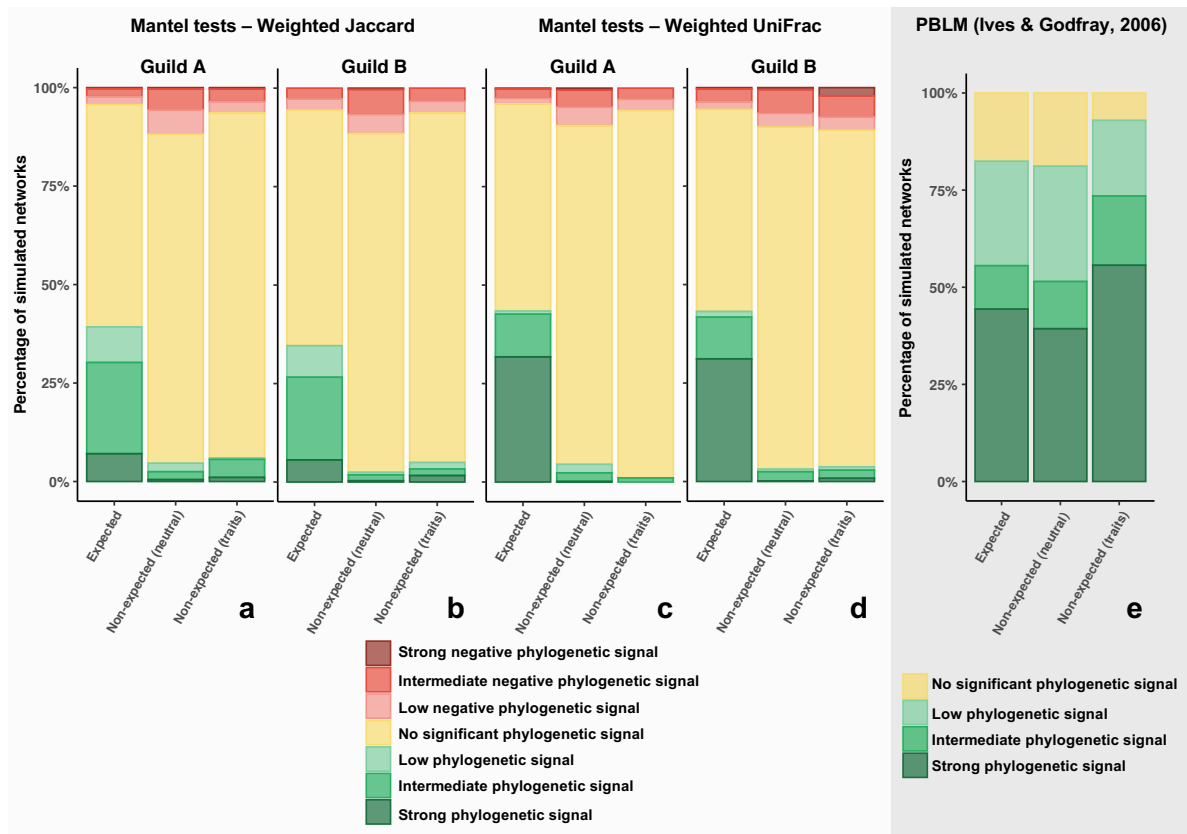 Mantel tests – Weighted Jaccard
Mantel tests – Weighted UniFrac
PBLM (Ives & Godfray, 2006)
Guild A
Guild B
Guild A
Guild B
Percentage of simulated networks
100%
75%
50%
25%
0%
Expected
Non-expected (neutral)
Non-expected (traits)
a
Expected
Non-expected (neutral)
Non-expected (traits)
b
Expected
Non-expected (neutral)
Non-expected (traits)
c
Expected
Non-expected (neutral)
Non-expected (traits)
d
Percentage of simulated networks
100%
75%
50%
25%
0%
Expected
Non-expected (neutral)
Non-expected (traits)
e
Strong negative phylogenetic signal
Intermediate negative phylogenetic signal
Low negative phylogenetic signal
No significant phylogenetic signal
Low phylogenetic signal
Intermediate phylogenetic signal
Strong phylogenetic signal
No significant phylogenetic signal
Low phylogenetic signal
Intermediate phylogenetic signal
Strong phylogenetic signal